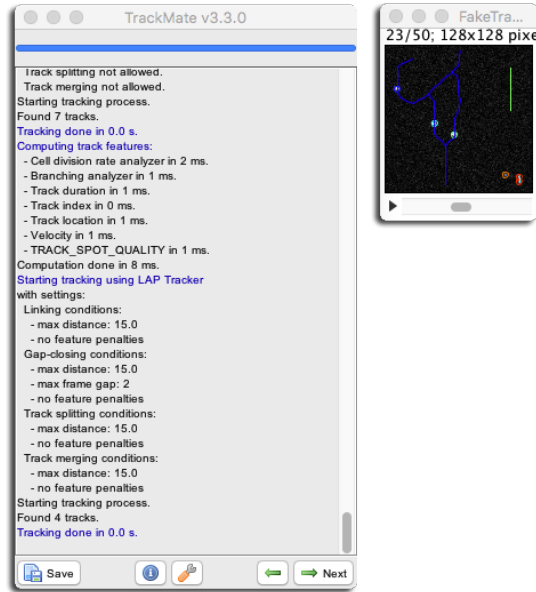 TrackMate v3.3.0
Track splitting not allowed.
Track merging not allowed.
Starting tracking process.
Found 7 tracks.
Tracking done in 0.0 s.
Computing track features:
- Cell division rate analyzer in 2 ms.
- Branching analyzer in 1 ms.
- Track duration in 1 ms.
- Track index in 0 ms.
- Track location in 1 ms.
- Velocity in 1 ms.
- TRACK_SPOT_QUALITY in 1 ms.
Computation done in 8 ms.
Starting tracking using LAP Tracker
with settings:
Linking conditions:
- max distance: 15.0
- no feature penalties
Gap-closing conditions:
- max distance: 15.0
- max frame gap: 2
- no feature penalties
Track splitting conditions:
- max distance: 15.0
- no feature penalties
Track merging conditions:
- max distance: 15.0
- no feature penalties
Starting tracking process.
Found 4 tracks.
Tracking done in 0.0 s.
Save
Next
FakeTra...
23/50; 128x128 pixe